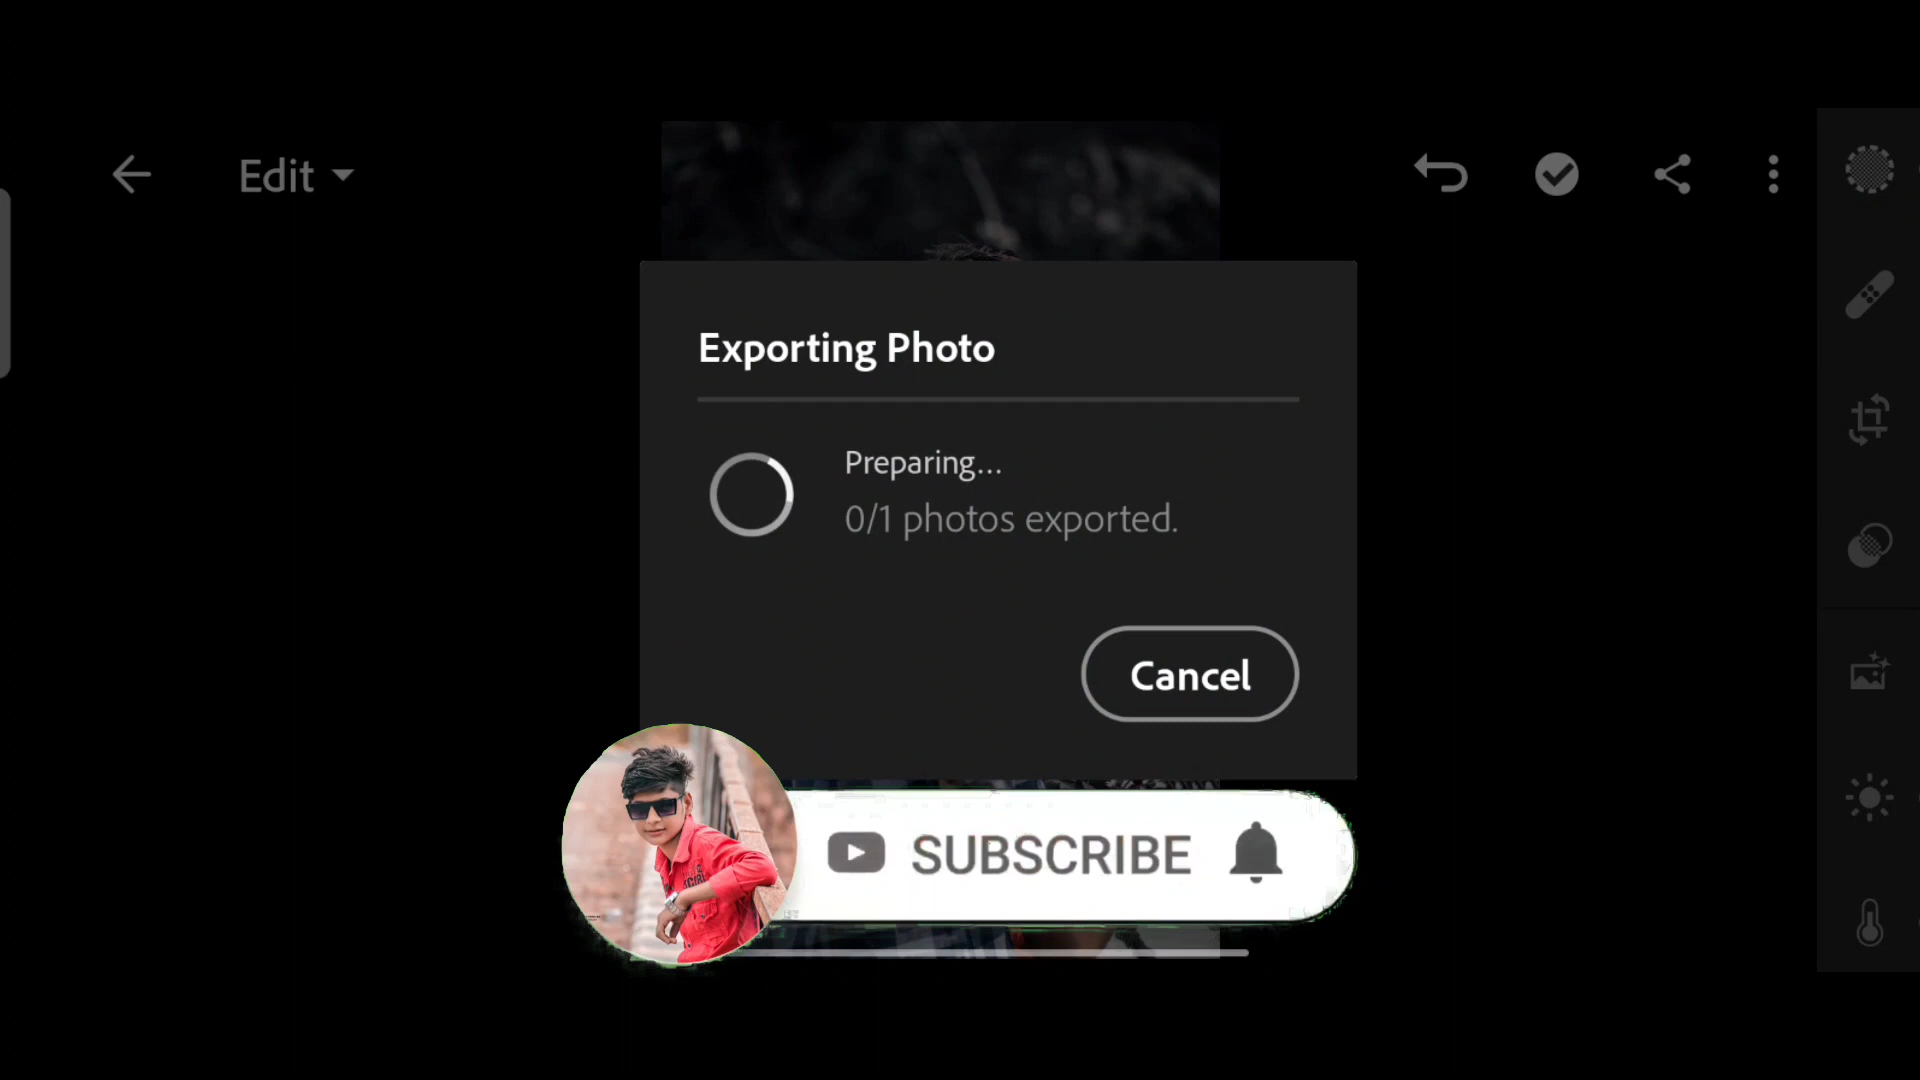 Edit
Exporting Photo
Preparing...
0/1 photos exported.
Cancel
SUBSCRIBE